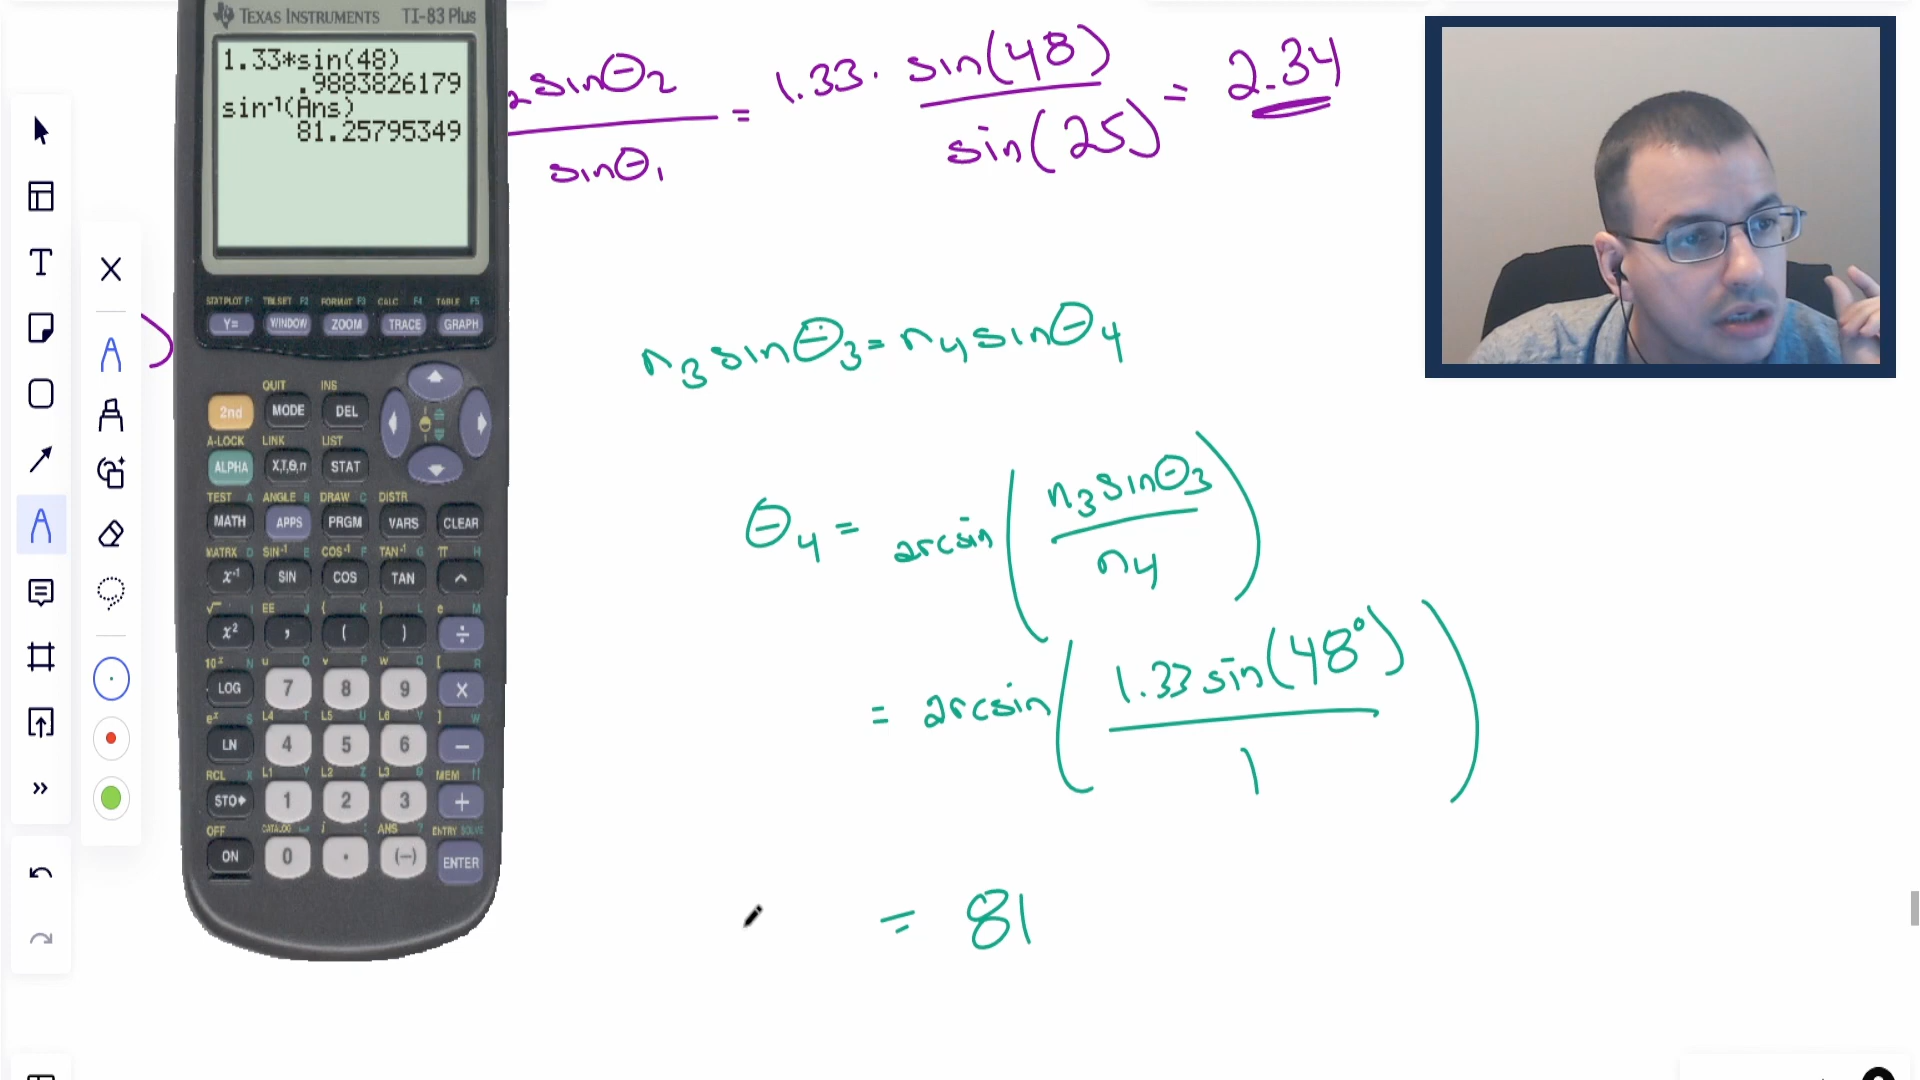 TEXAS INSTRUMENTS TI-83 Plus
1.33*sin(48)
.9883826179
sin⁻¹(Ans)
81.25795349
₂sinθ₂ / sinθ₁ = 1.33 · sin(48) / sin(25) = 2.34
n₃sinθ₃ = n₄sinθ₄
θ₄ = arcsin(n₃sinθ₃ / n₄)
= arcsin(1.33 sin(48°) / 1)
= 81
STAT PLOT F1 TBLSET F2 FORMAT F3 CALC F4 TABLE F5
Y= WINDOW ZOOM TRACE GRAPH
QUIT INS
2nd MODE DEL
A-LOCK LINK LIST
ALPHA X,T,θ,n STAT
TEST A ANGLE B DRAW C DISTR
MATH APPS PRGM VARS CLEAR
MATRX D SIN⁻¹ E COS⁻¹ F TAN⁻¹ G π H
x⁻¹ SIN COS TAN ^
√ I EE J { K } L e M
x² , ( ) ÷
10ˣ N u O v P w Q [ R
LOG 7 8 9 X
eˣ S L4 T L5 U L6 V ] W
LN 4 5 6 −
RCL X L1 Y L2 Z L3 θ MEM "
STO▸ 1 2 3 +
OFF CATALOG i : ANS ? ENTRY SOLVE
ON 0 . (−) ENTER
T